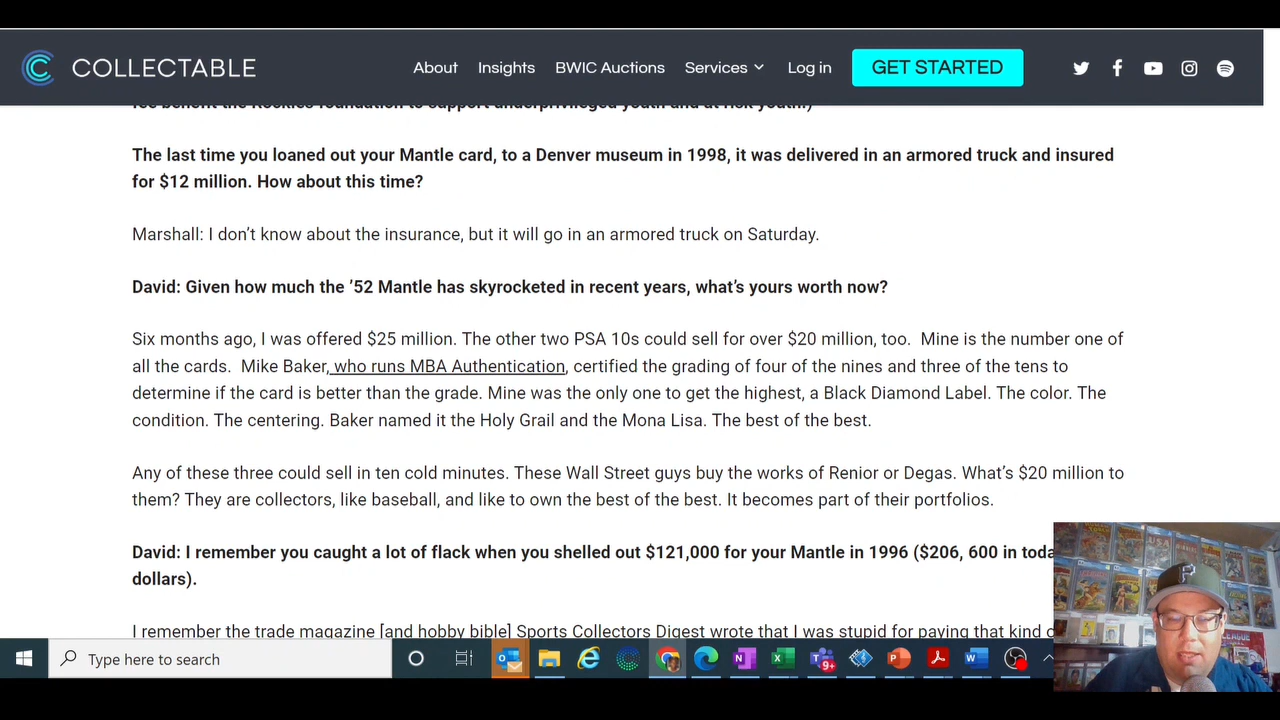 COLLECTABLE
About Insights BWIC Auctions Services Log in GET STARTED
The last time you loaned out your Mantle card, to a Denver museum in 1998, it was delivered in an armored truck and insured
for $12 million. How about this time?
Marshall: I don’t know about the insurance, but it will go in an armored truck on Saturday.
David: Given how much the ’52 Mantle has skyrocketed in recent years, what’s yours worth now?
Six months ago, I was offered $25 million. The other two PSA 10s could sell for over $20 million, too. Mine is the number one of
all the cards. Mike Baker, who runs MBA Authentication, certified the grading of four of the nines and three of the tens to
determine if the card is better than the grade. Mine was the only one to get the highest, a Black Diamond Label. The color. The
condition. The centering. Baker named it the Holy Grail and the Mona Lisa. The best of the best.
Any of these three could sell in ten cold minutes. These Wall Street guys buy the works of Renior or Degas. What’s $20 million to
them? They are collectors, like baseball, and like to own the best of the best. It becomes part of their portfolios.
David: I remember you caught a lot of flack when you shelled out $121,000 for your Mantle in 1996 ($206, 600 in
dollars).
I remember the trade magazine [and hobby bible] Sports Collectors Digest wrote that I was stupid for paying that kind
Type here to search
9+